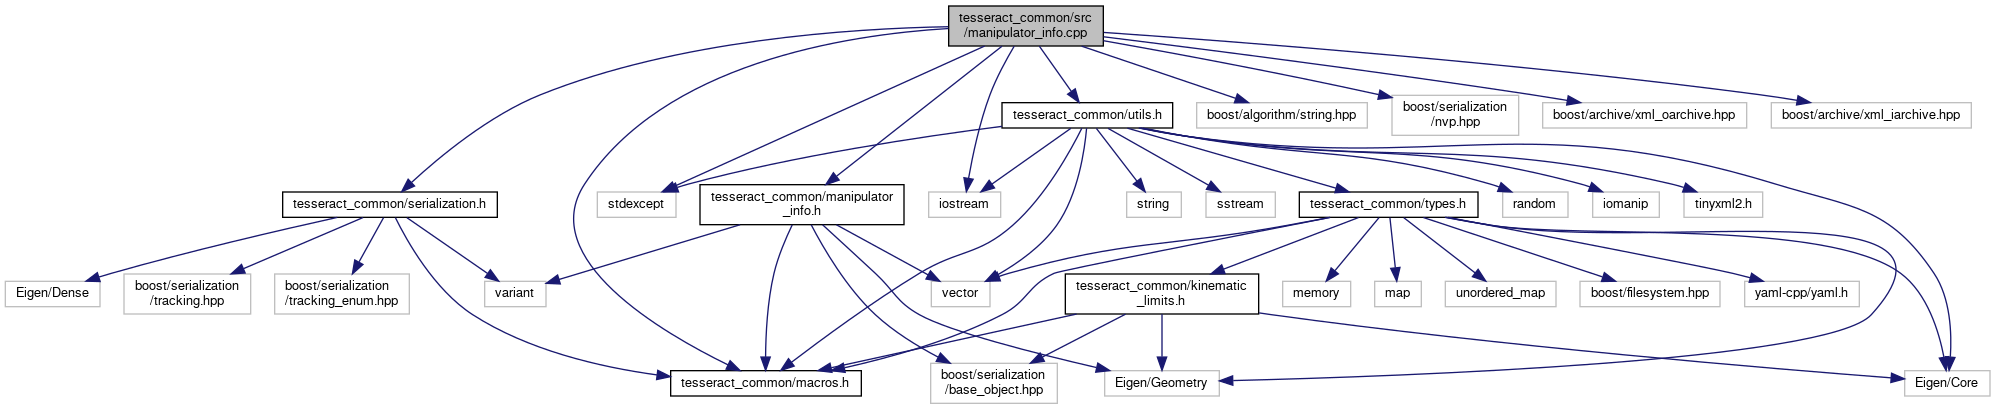 tesseract_common/src
/manipulator_info.cpp
tesseract_common/utils.h
boost/algorithm/string.hpp
boost/serialization
/nvp.hpp
boost/archive/xml_oarchive.hpp
boost/archive/xml_iarchive.hpp
tesseract_common/serialization.h
stdexcept
tesseract_common/manipulator
_info.h
iostream
string
sstream
tesseract_common/types.h
random
iomanip
tinyxml2.h
Eigen/Dense
boost/serialization
/tracking.hpp
boost/serialization
/tracking_enum.hpp
variant
vector
tesseract_common/kinematic
_limits.h
memory
map
unordered_map
boost/filesystem.hpp
yaml-cpp/yaml.h
tesseract_common/macros.h
boost/serialization
/base_object.hpp
Eigen/Geometry
Eigen/Core